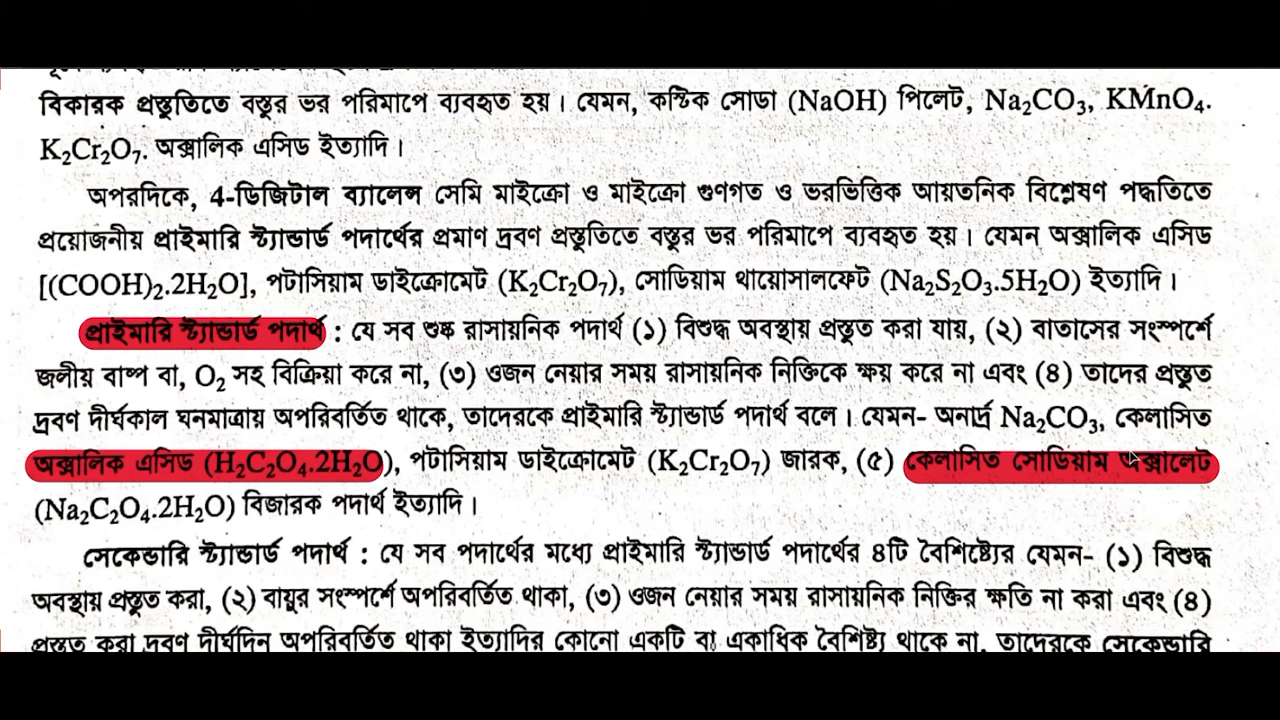 বিকারক প্রস্তুতিতে বস্তুর ভর পরিমাপে ব্যবহৃত হয়। যেমন, কস্টিক সোডা (NaOH) পিলেট, Na₂CO₃, KMnO₄.
K₂Cr₂O₇. অক্সালিক এসিড ইত্যাদি।
অপরদিকে, 4-ডিজিটাল ব্যালেন্স সেমি মাইক্রো ও মাইক্রো গুণগত ও ভরভিত্তিক আয়তনিক বিশ্লেষণ পদ্ধতিতে
প্রয়োজনীয় প্রাইমারি স্ট্যান্ডার্ড পদার্থের প্রমাণ দ্রবণ প্রস্তুতিতে বস্তুর ভর পরিমাপে ব্যবহৃত হয়। যেমন অক্সালিক এসিড
[(COOH)₂.2H₂O], পটাসিয়াম ডাইক্রোমেট (K₂Cr₂O₇), সোডিয়াম থায়োসালফেট (Na₂S₂O₃.5H₂O) ইত্যাদি।
প্রাইমারি স্ট্যান্ডার্ড পদার্থ : যে সব শুষ্ক রাসায়নিক পদার্থ (১) বিশুদ্ধ অবস্থায় প্রস্তুত করা যায়, (২) বাতাসের সংস্পর্শে
জলীয় বাষ্প বা, O₂ সহ বিক্রিয়া করে না, (৩) ওজন নেয়ার সময় রাসায়নিক নিক্তিকে ক্ষয় করে না এবং (৪) তাদের প্রস্তুত
দ্রবণ দীর্ঘকাল ঘনমাত্রায় অপরিবর্তিত থাকে, তাদেরকে প্রাইমারি স্ট্যান্ডার্ড পদার্থ বলে। যেমন- অনার্দ্র Na₂CO₃, কেলাসিত
অক্সালিক এসিড (H₂C₂O₄.2H₂O), পটাসিয়াম ডাইক্রোমেট (K₂Cr₂O₇) জারক, (৫) কেলাসিত সোডিয়াম অক্সালেট
(Na₂C₂O₄.2H₂O) বিজারক পদার্থ ইত্যাদি।
সেকেন্ডারি স্ট্যান্ডার্ড পদার্থ : যে সব পদার্থের মধ্যে প্রাইমারি স্ট্যান্ডার্ড পদার্থের ৪টি বৈশিষ্ট্যের যেমন- (১) বিশুদ্ধ
অবস্থায় প্রস্তুত করা, (২) বায়ুর সংস্পর্শে অপরিবর্তিত থাকা, (৩) ওজন নেয়ার সময় রাসায়নিক নিক্তির ক্ষতি না করা এবং (৪)
প্রস্তুত করা দ্রবণ দীর্ঘদিন অপরিবর্তিত থাকা ইত্যাদির কোনো একটি বা একাধিক বৈশিষ্ট্য থাকে না, তাদেরকে সেকেন্ডারি